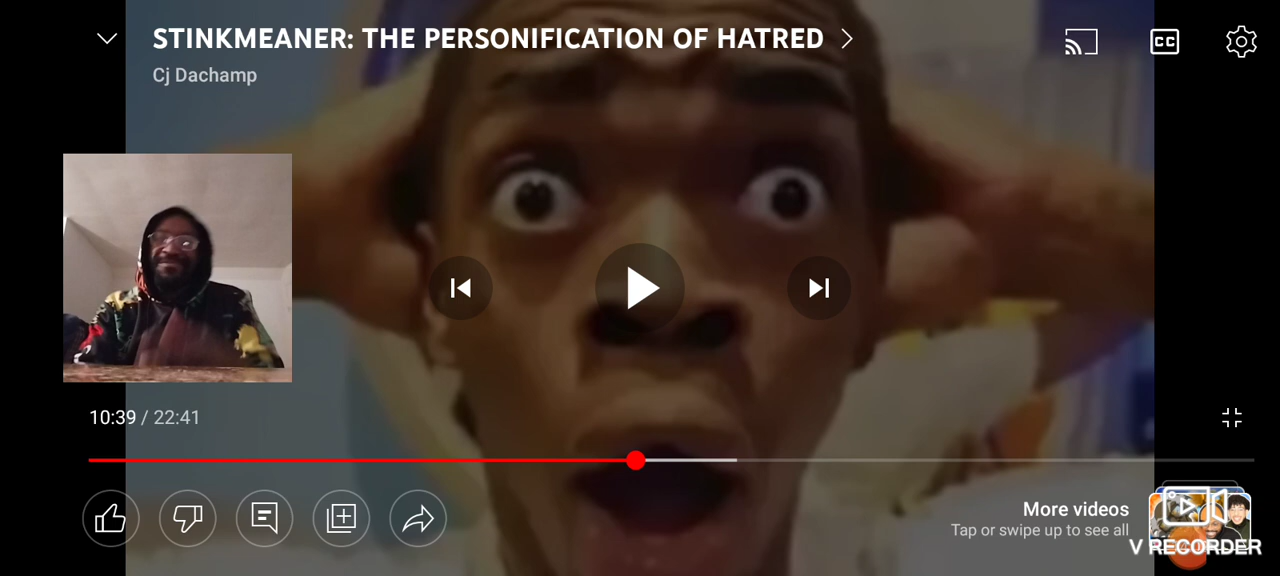 STINKMEANER: THE PERSONIFICATION OF HATRED
Cj Dachamp
CC
10:39 / 22:41
More videos
Tap or swipe up to see all
V RECORDER